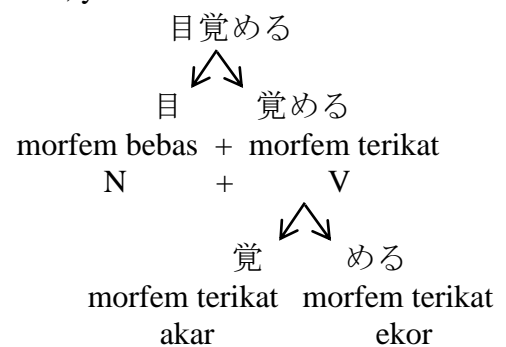 目覚める
目 覚める
morfem bebas + morfem terikat
N + V
覚 める
morfem terikat morfem terikat
akar ekor